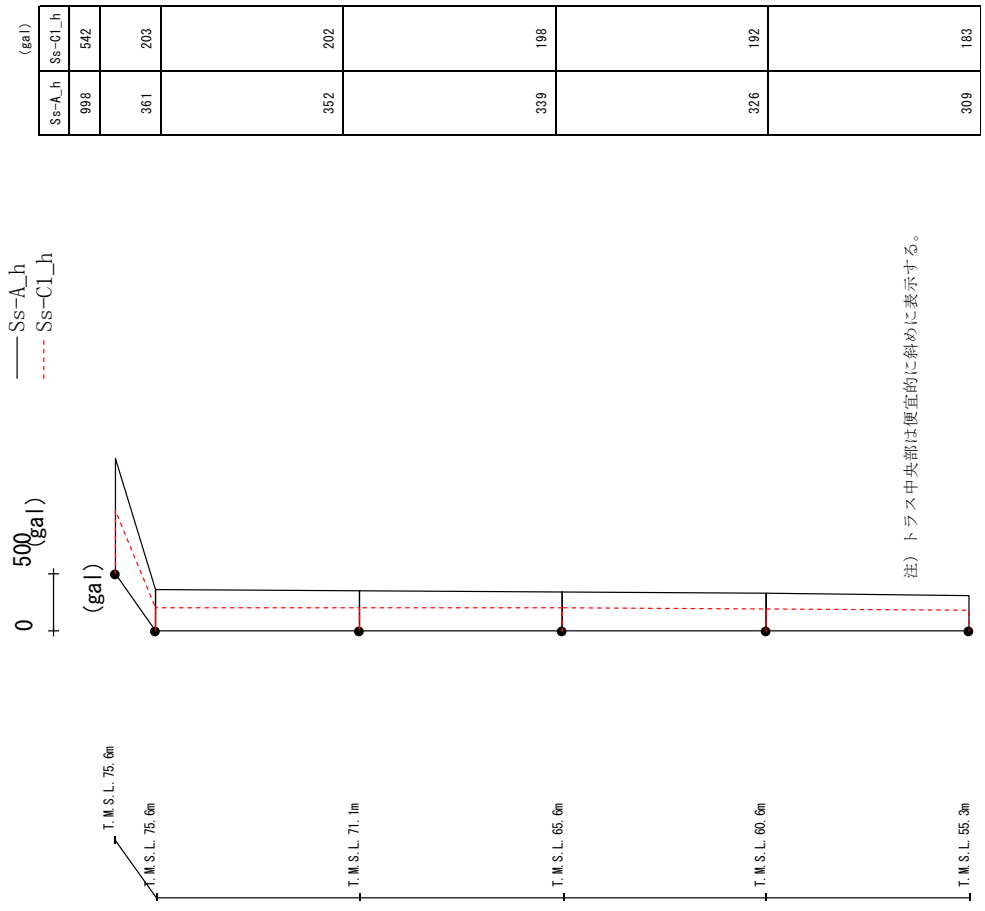 (gal)
Ss-A_h Ss-C1_h
998 542
361 203
352 202
339 198
326 192
309 183
Ss-A_h
Ss-C1_h
0 500
(gal)
(gal)
T.M.S.L. 75.6m
T.M.S.L. 75.6m
T.M.S.L. 71.1m
T.M.S.L. 65.6m
T.M.S.L. 60.6m
T.M.S.L. 55.3m
注) トラス中央部は便宜的に斜めに表示する。